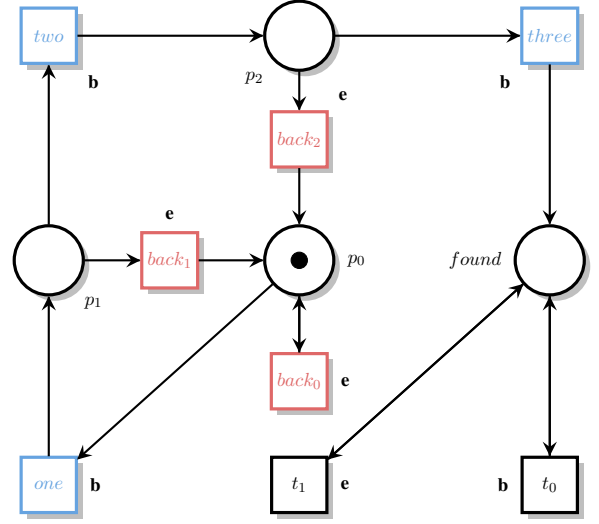 two
three
p₂
b
e
b
back₂
e
back₁
p₀
found
p₁
back₀
e
one
b
t₁
e
b
t₀